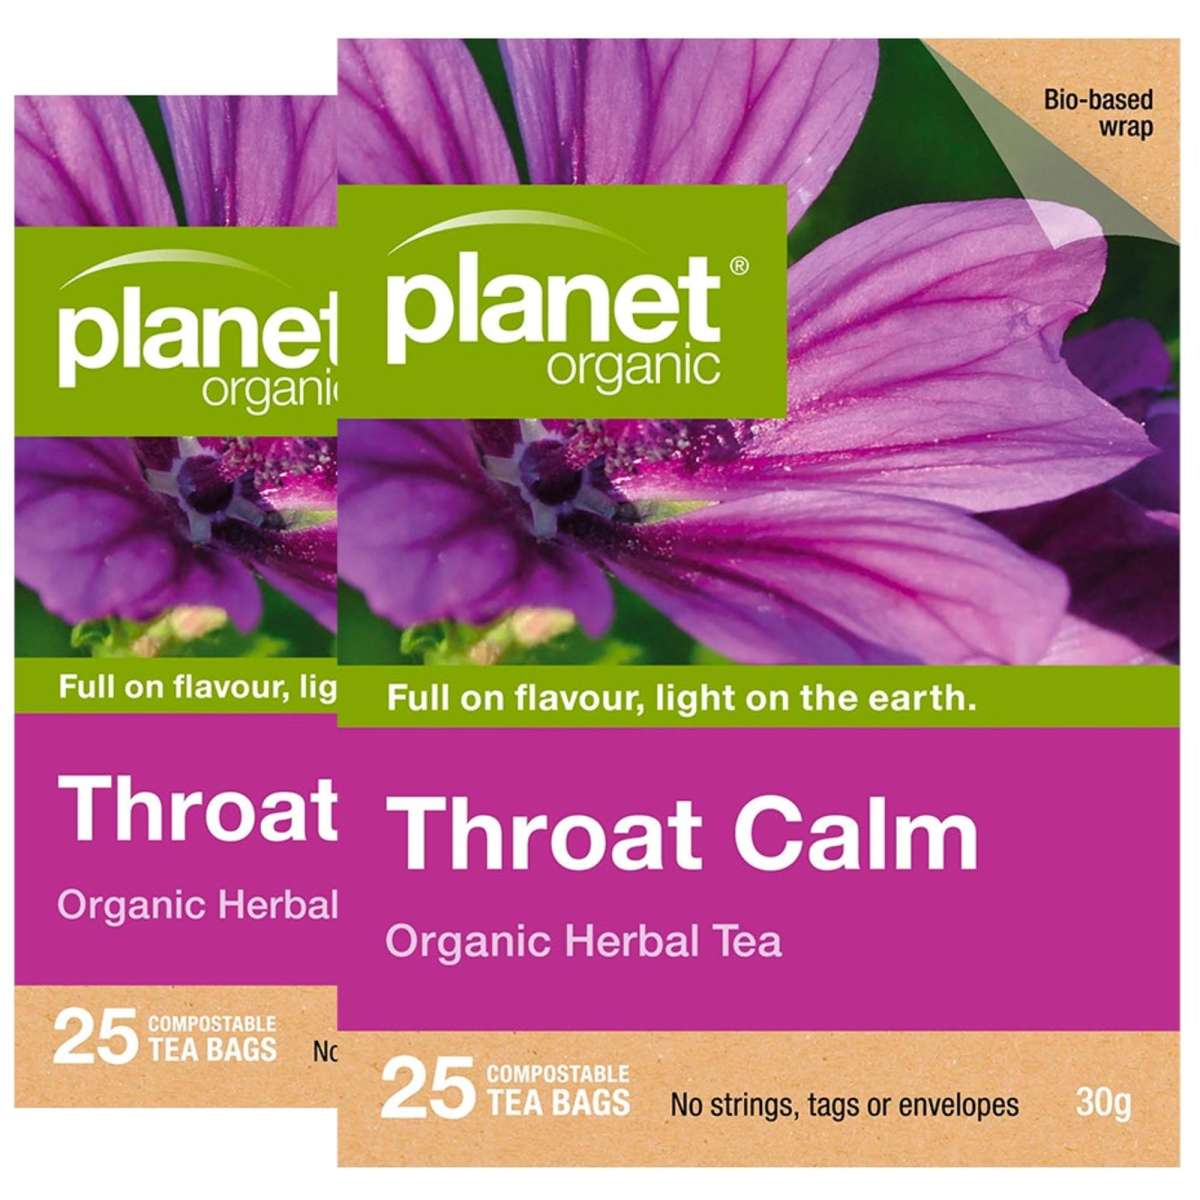 planet
organic
Full on flavour, lig
Throat
Organic Herbal
25 COMPOSTABLE
TEA BAGS
No
Bio-based
wrap
planet®
organic
Full on flavour, light on the earth.
Throat Calm
Organic Herbal Tea
25 COMPOSTABLE
TEA BAGS
No strings, tags or envelopes
30g